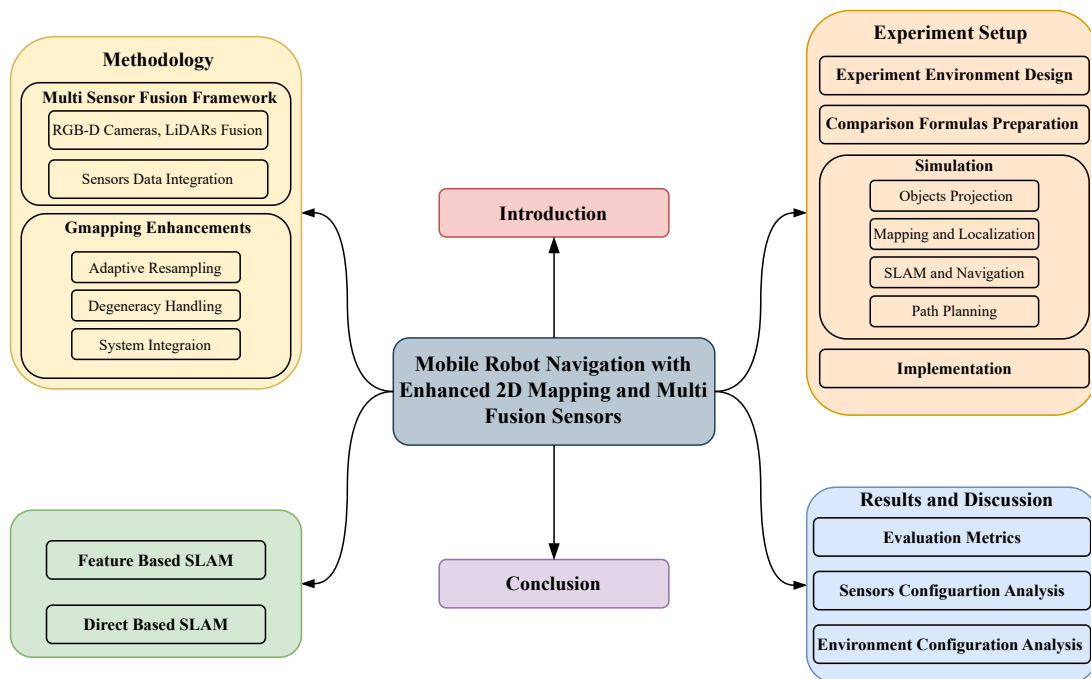 Methodology
Multi Sensor Fusion Framework
RGB-D Cameras, LiDARs Fusion
Sensors Data Integration
Gmapping Enhancements
Adaptive Resampling
Degeneracy Handling
System Integraion
Introduction
Experiment Setup
Experiment Environment Design
Comparison Formulas Preparation
Simulation
Objects Projection
Mapping and Localization
SLAM and Navigation
Path Planning
Implementation
Mobile Robot Navigation with
Enhanced 2D Mapping and Multi
Fusion Sensors
Feature Based SLAM
Direct Based SLAM
Conclusion
Results and Discussion
Evaluation Metrics
Sensors Configuartion Analysis
Environment Configuration Analysis